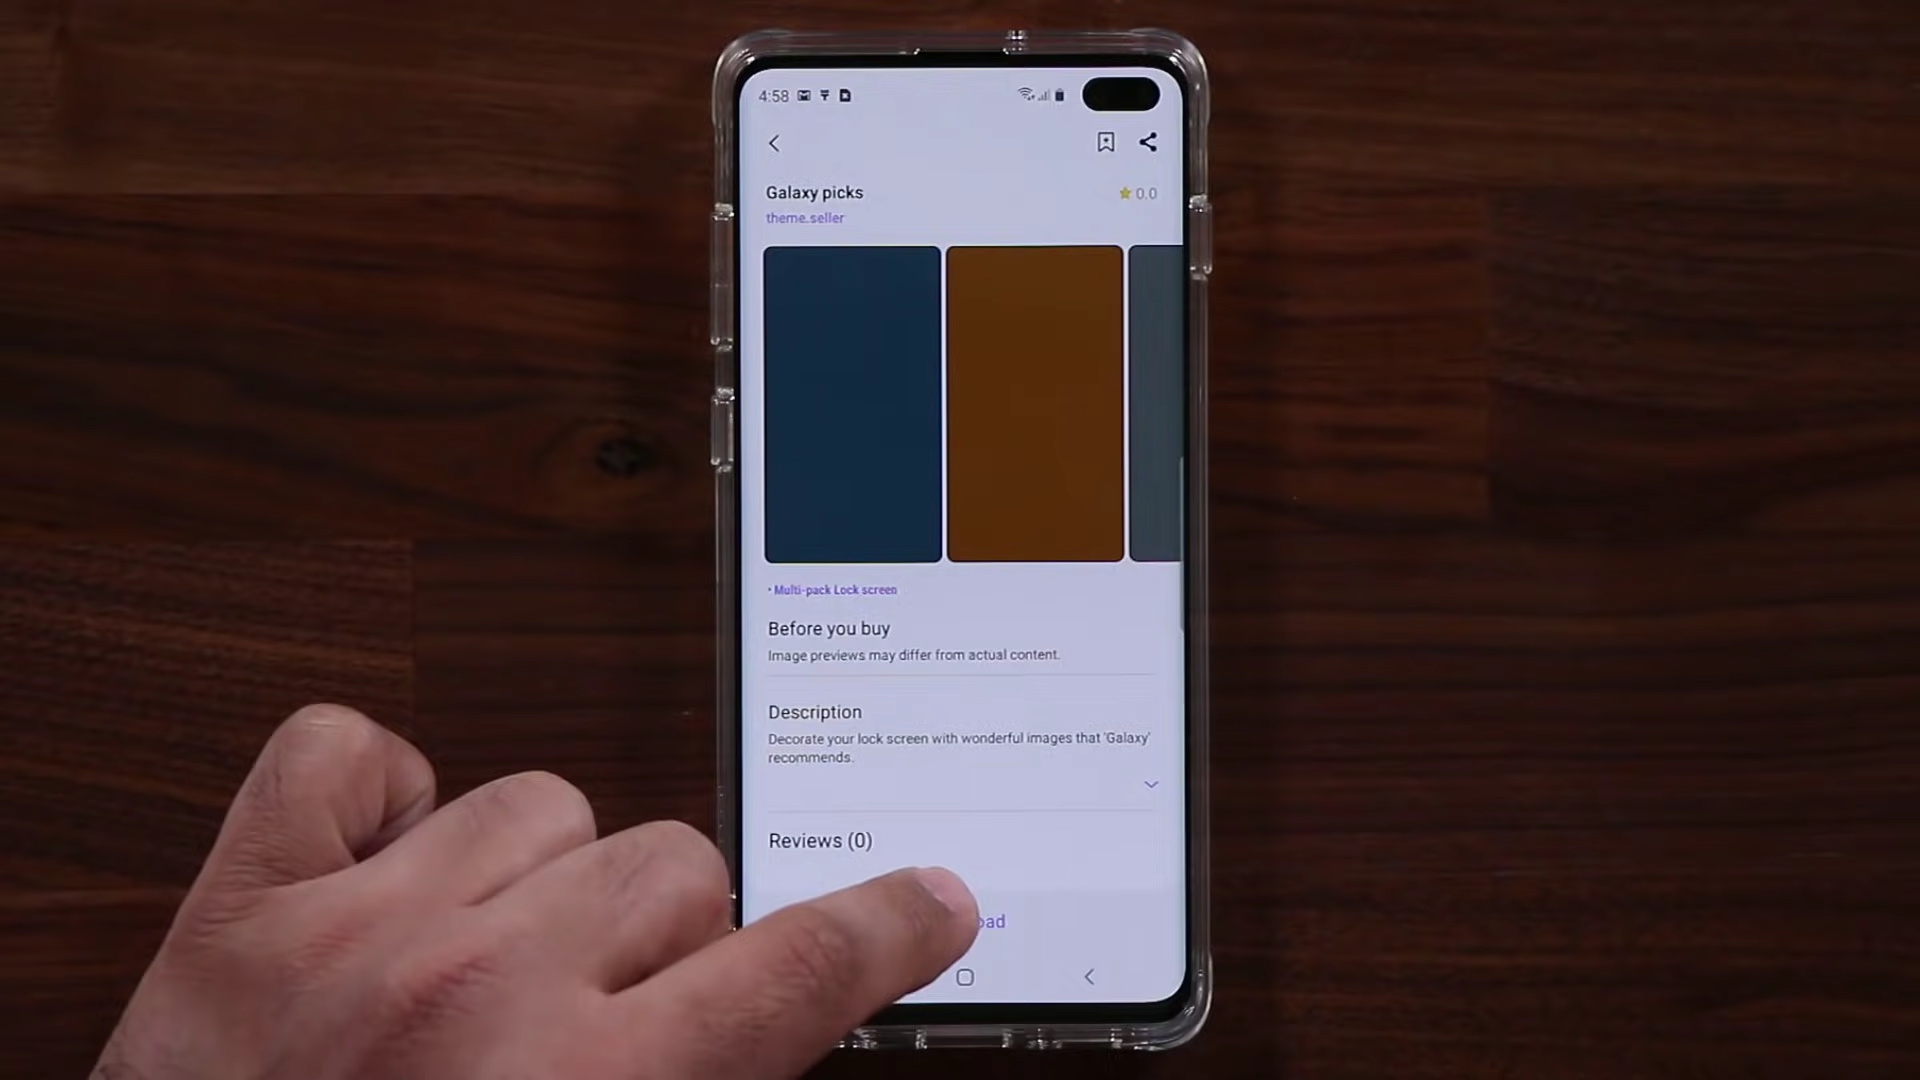 4:58
Galaxy picks
0.0
theme.seller
• Multi-pack Lock screen
Before you buy
Image previews may differ from actual content.
Description
Decorate your lock screen with wonderful images that 'Galaxy'
recommends.
Reviews (0)
oad